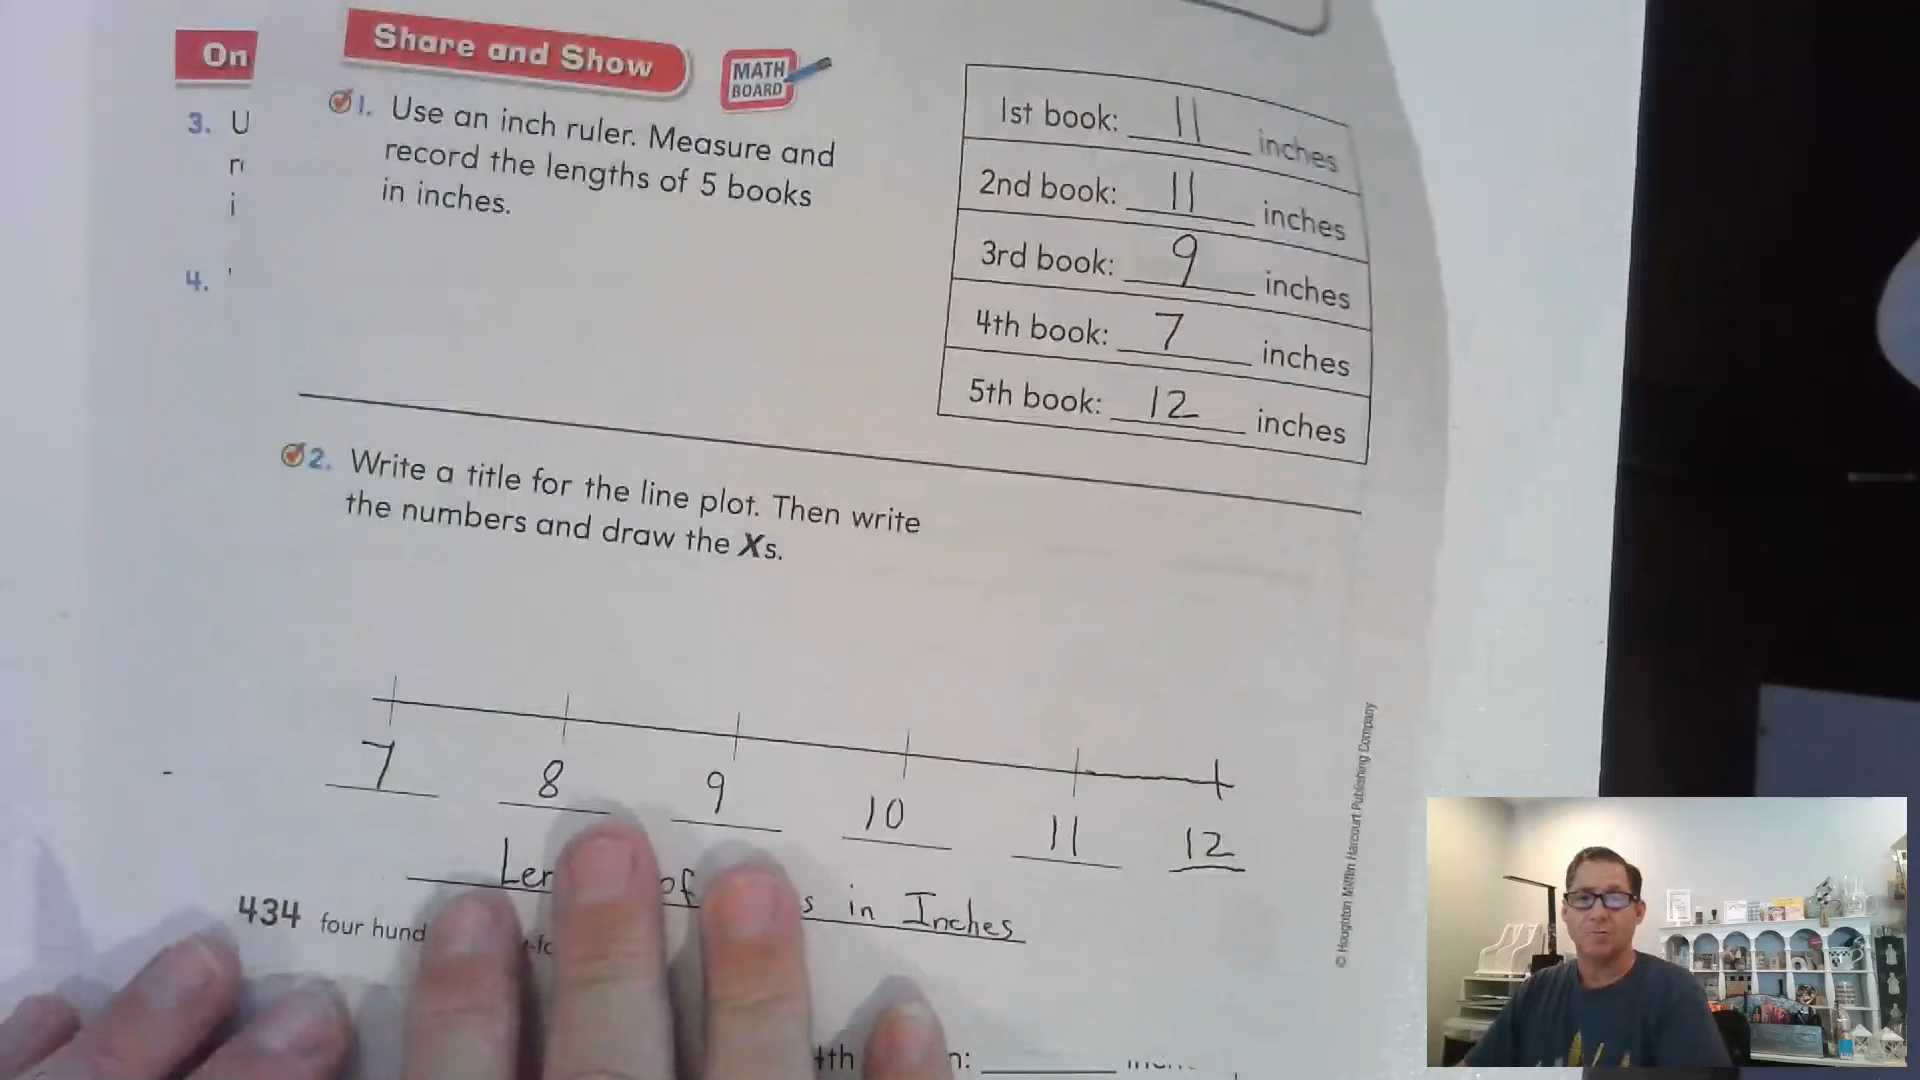 On
Share and Show
MATH
BOARD
3. U
4.
1. Use an inch ruler. Measure and
record the lengths of 5 books
in inches.
1st book: 11 inches
2nd book: 11 inches
3rd book: 9 inches
4th book: 7 inches
5th book: 12 inches
2. Write a title for the line plot. Then write
the numbers and draw the Xs.
7 8 9 10 11 12
of in Inches
434 four hund
4th
© Houghton Mifflin Harcourt Publishing Company